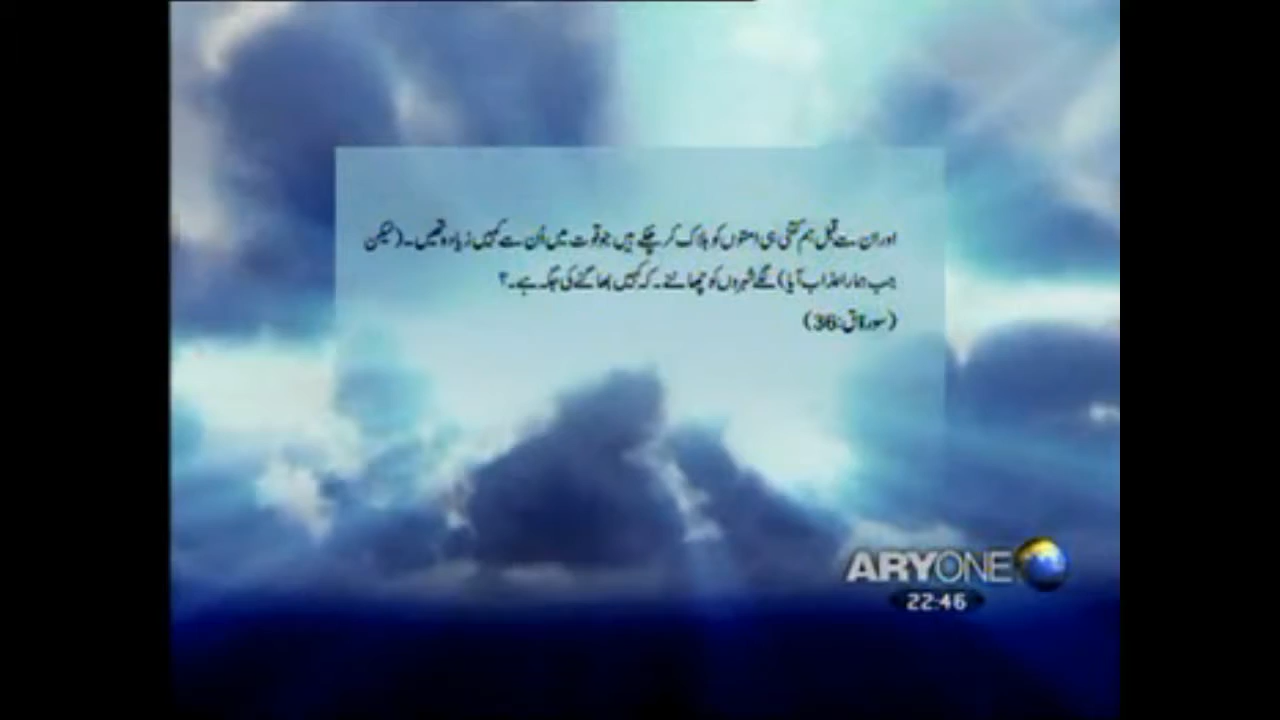 اور ان سے قبل ہم کتنی ہی امتوں کو ہلاک کر چکے ہیں جو قوت میں اُن سے کہیں زیادہ تھیں۔ (لیکن
جب ہمارا عذاب آیا) لگے شہروں کو چھاننے۔ کہ کہیں بھاگنے کی جگہ ہے۔؟
(سورۃ ق:36)
ARYONE
22:46